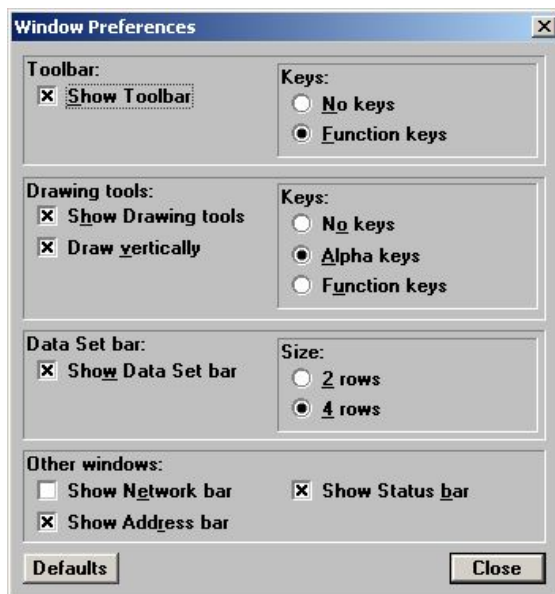 Window Preferences
Toolbar:
Show Toolbar
Keys:
No keys
Function keys
Drawing tools:
Show Drawing tools
Draw vertically
Keys:
No keys
Alpha keys
Function keys
Data Set bar:
Show Data Set bar
Size:
2 rows
4 rows
Other windows:
Show Network bar
Show Status bar
Show Address bar
Defaults
Close